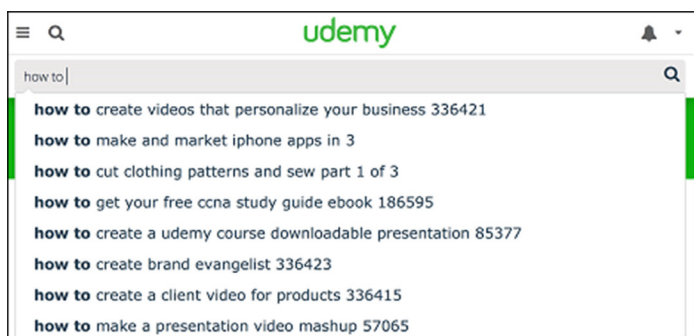 udemy
how to
how to create videos that personalize your business 336421
how to make and market iphone apps in 3
how to cut clothing patterns and sew part 1 of 3
how to get your free ccna study guide ebook 186595
how to create a udemy course downloadable presentation 85377
how to create brand evangelist 336423
how to create a client video for products 336415
how to make a presentation video mashup 57065